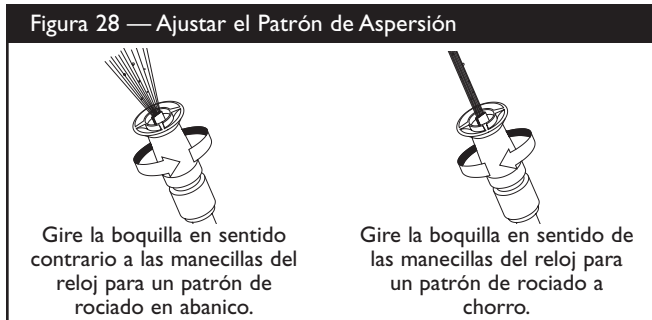 Figura 28 — Ajustar el Patrón de Aspersión
Gire la boquilla en sentido
contrario a las manecillas del
reloj para un patrón de
rociado en abanico.
Gire la boquilla en sentido de
las manecillas del reloj para
un patrón de rociado a
chorro.